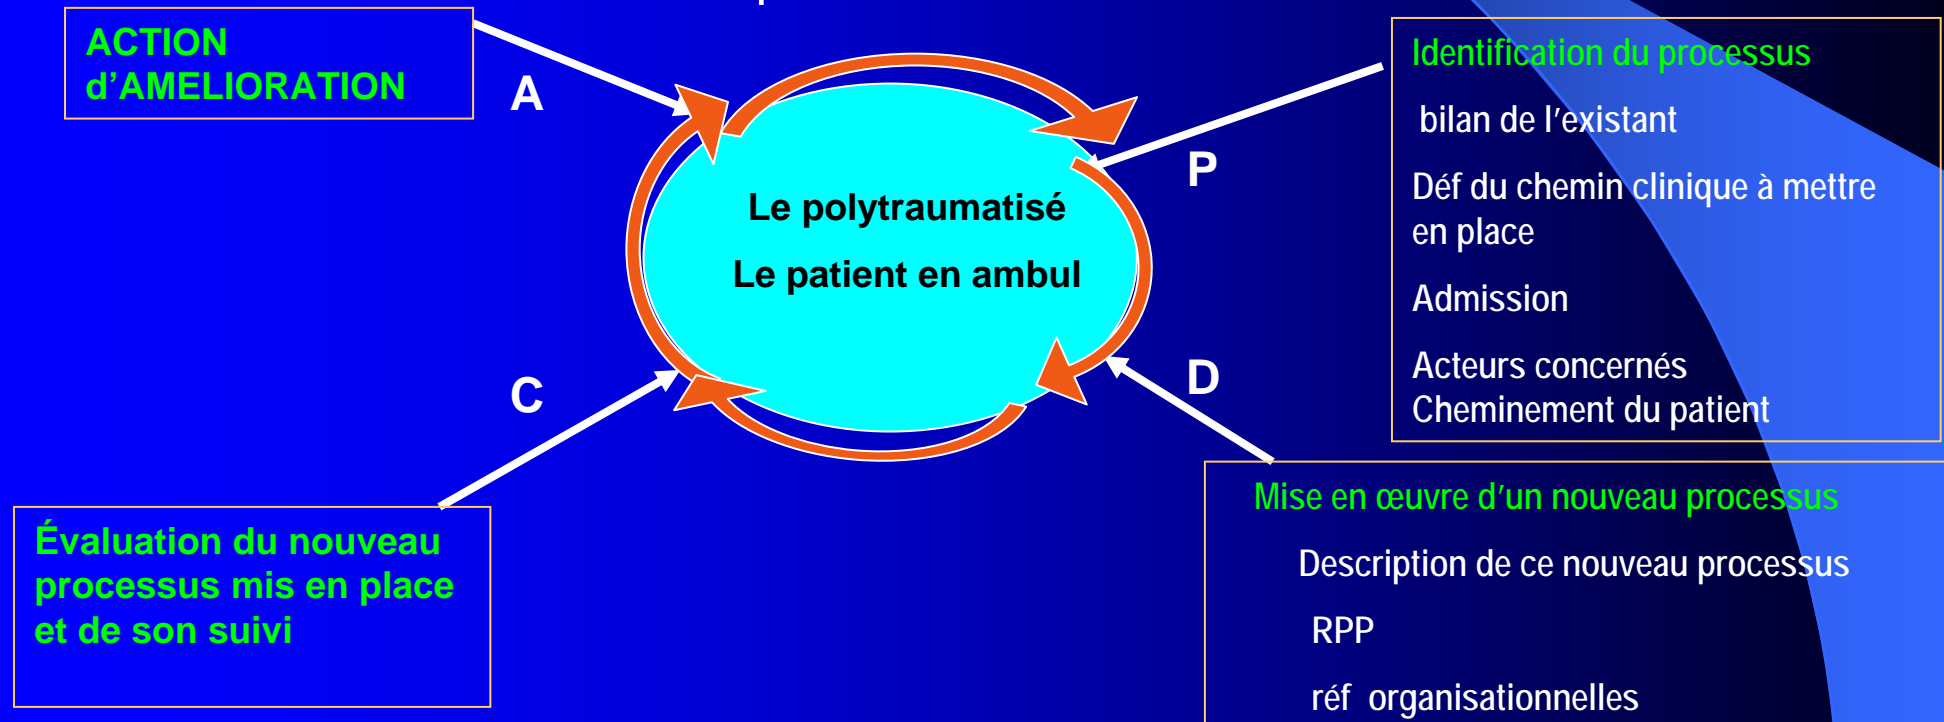 ACTION
d’AMELIORATION
A
Le polytraumatisé
Le patient en ambul
P
Identification du processus
bilan de l’existant
Déf du chemin clinique à mettre
en place
Admission
Acteurs concernés
Cheminement du patient
C
D
Évaluation du nouveau
processus mis en place
et de son suivi
Mise en œuvre d’un nouveau processus
Description de ce nouveau processus
RPP
réf organisationnelles